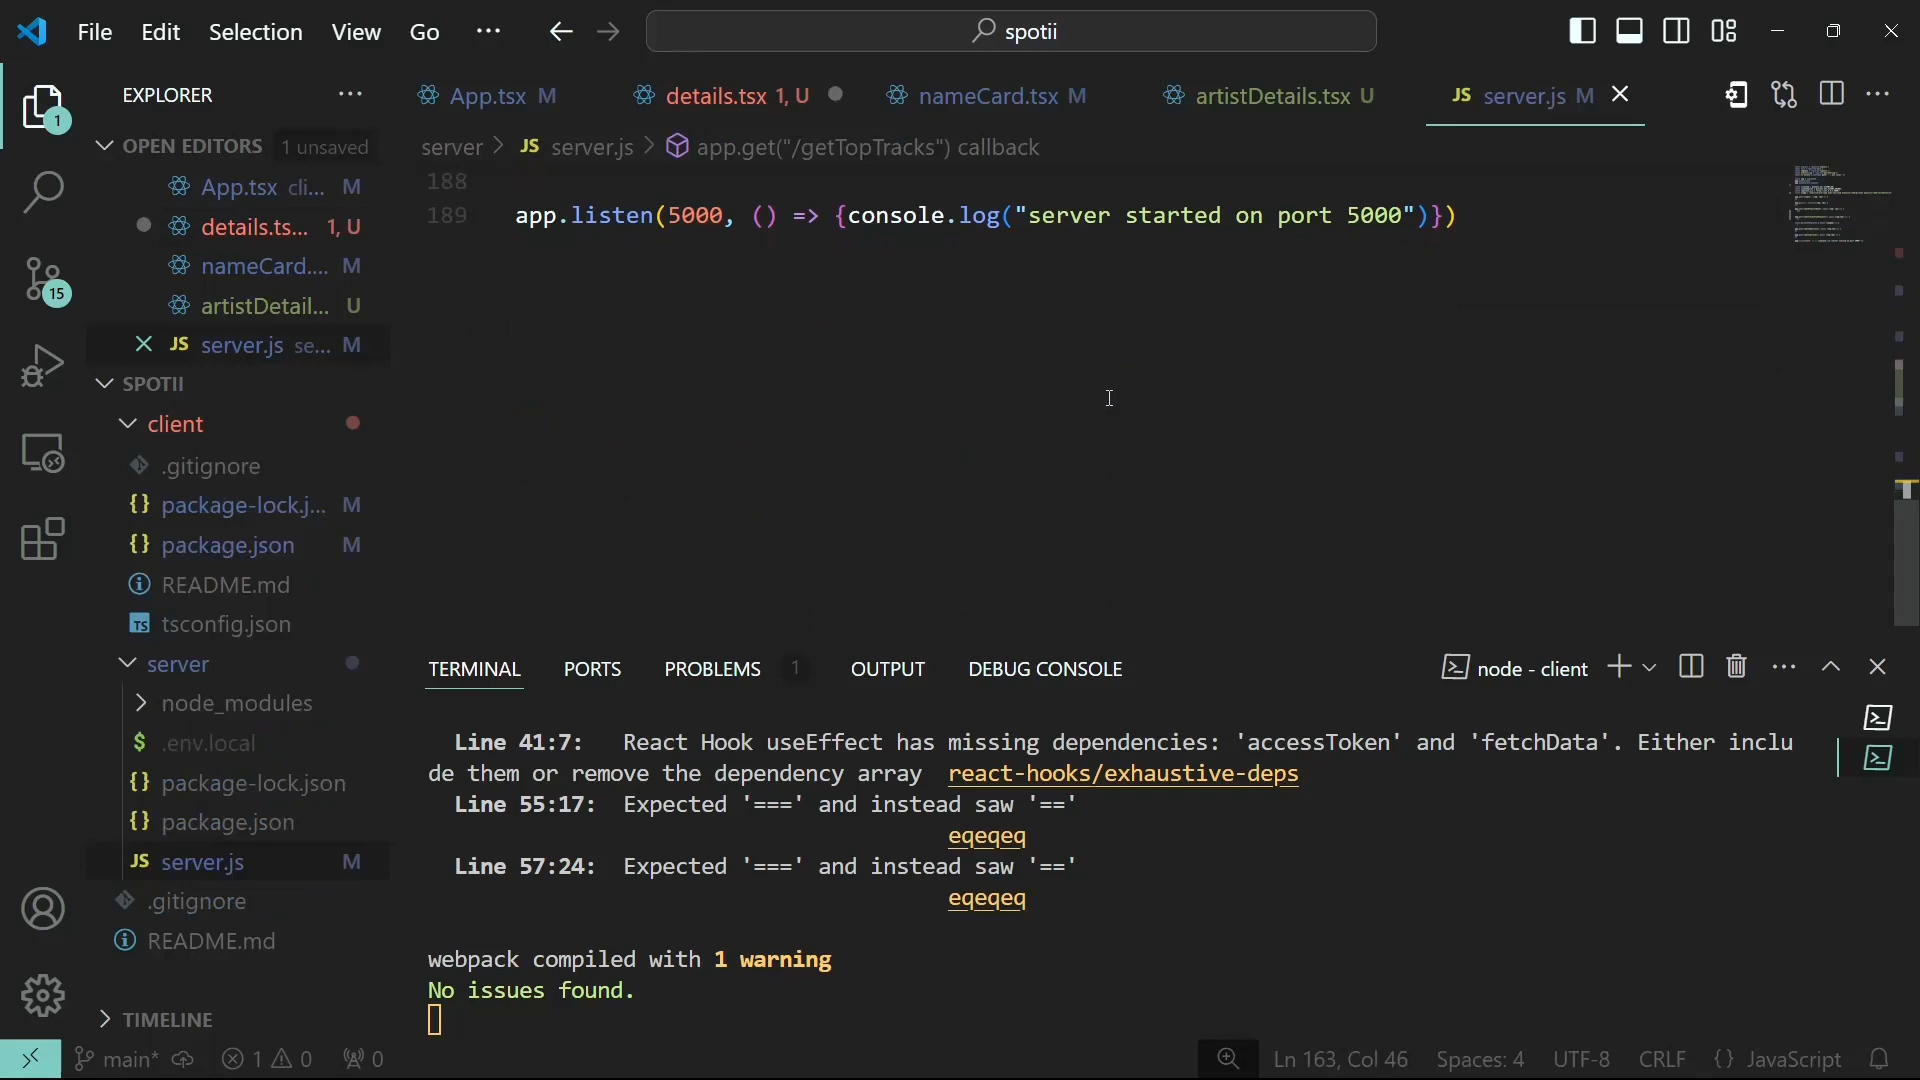 File Edit Selection View Go ··· spotii
EXPLORER ···
OPEN EDITORS 1 unsaved
App.tsx cli... M
details.ts... 1, U
nameCard.... M
artistDetail... U
JS server.js se... M
SPOTII
client
.gitignore
{} package-lock.j... M
{} package.json M
README.md
TS tsconfig.json
server
node_modules
$ .env.local
{} package-lock.json
{} package.json
JS server.js M
.gitignore
README.md
TIMELINE
1
15
App.tsx M details.tsx 1, U nameCard.tsx M artistDetails.tsx U JS server.js M
server > JS server.js > app.get("/getTopTracks") callback
188
189 app.listen(5000, () => {console.log("server started on port 5000")})
TERMINAL PORTS PROBLEMS 1 OUTPUT DEBUG CONSOLE node - client
Line 41:7: React Hook useEffect has missing dependencies: 'accessToken' and 'fetchData'. Either inclu
de them or remove the dependency array react-hooks/exhaustive-deps
Line 55:17: Expected '===' and instead saw '=='
eqeqeq
Line 57:24: Expected '===' and instead saw '=='
eqeqeq
webpack compiled with 1 warning
No issues found.
main* 1 0 0 Ln 163, Col 46 Spaces: 4 UTF-8 CRLF {} JavaScript